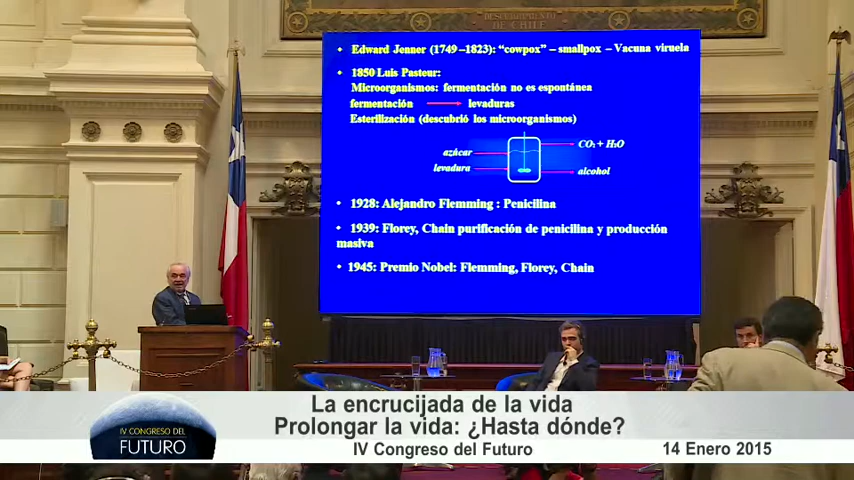 DE CHILE
• Edward Jenner (1749 –1823): “cowpox” – smallpox – Vacuna viruela
• 1850 Luis Pasteur:
Microorganismos: fermentación no es espontánea
fermentación → levaduras
Esterilización (descubrió los microorganismos)
azúcar
levadura
CO₂ + H₂O
alcohol
• 1928: Alejandro Flemming : Penicilina
• 1939: Florey, Chain purificación de penicilina y producción
masiva
• 1945: Premio Nobel: Flemming, Florey, Chain
IV CONGRESO DEL
FUTURO
La encrucijada de la vida
Prolongar la vida: ¿Hasta dónde?
IV Congreso del Futuro
14 Enero 2015